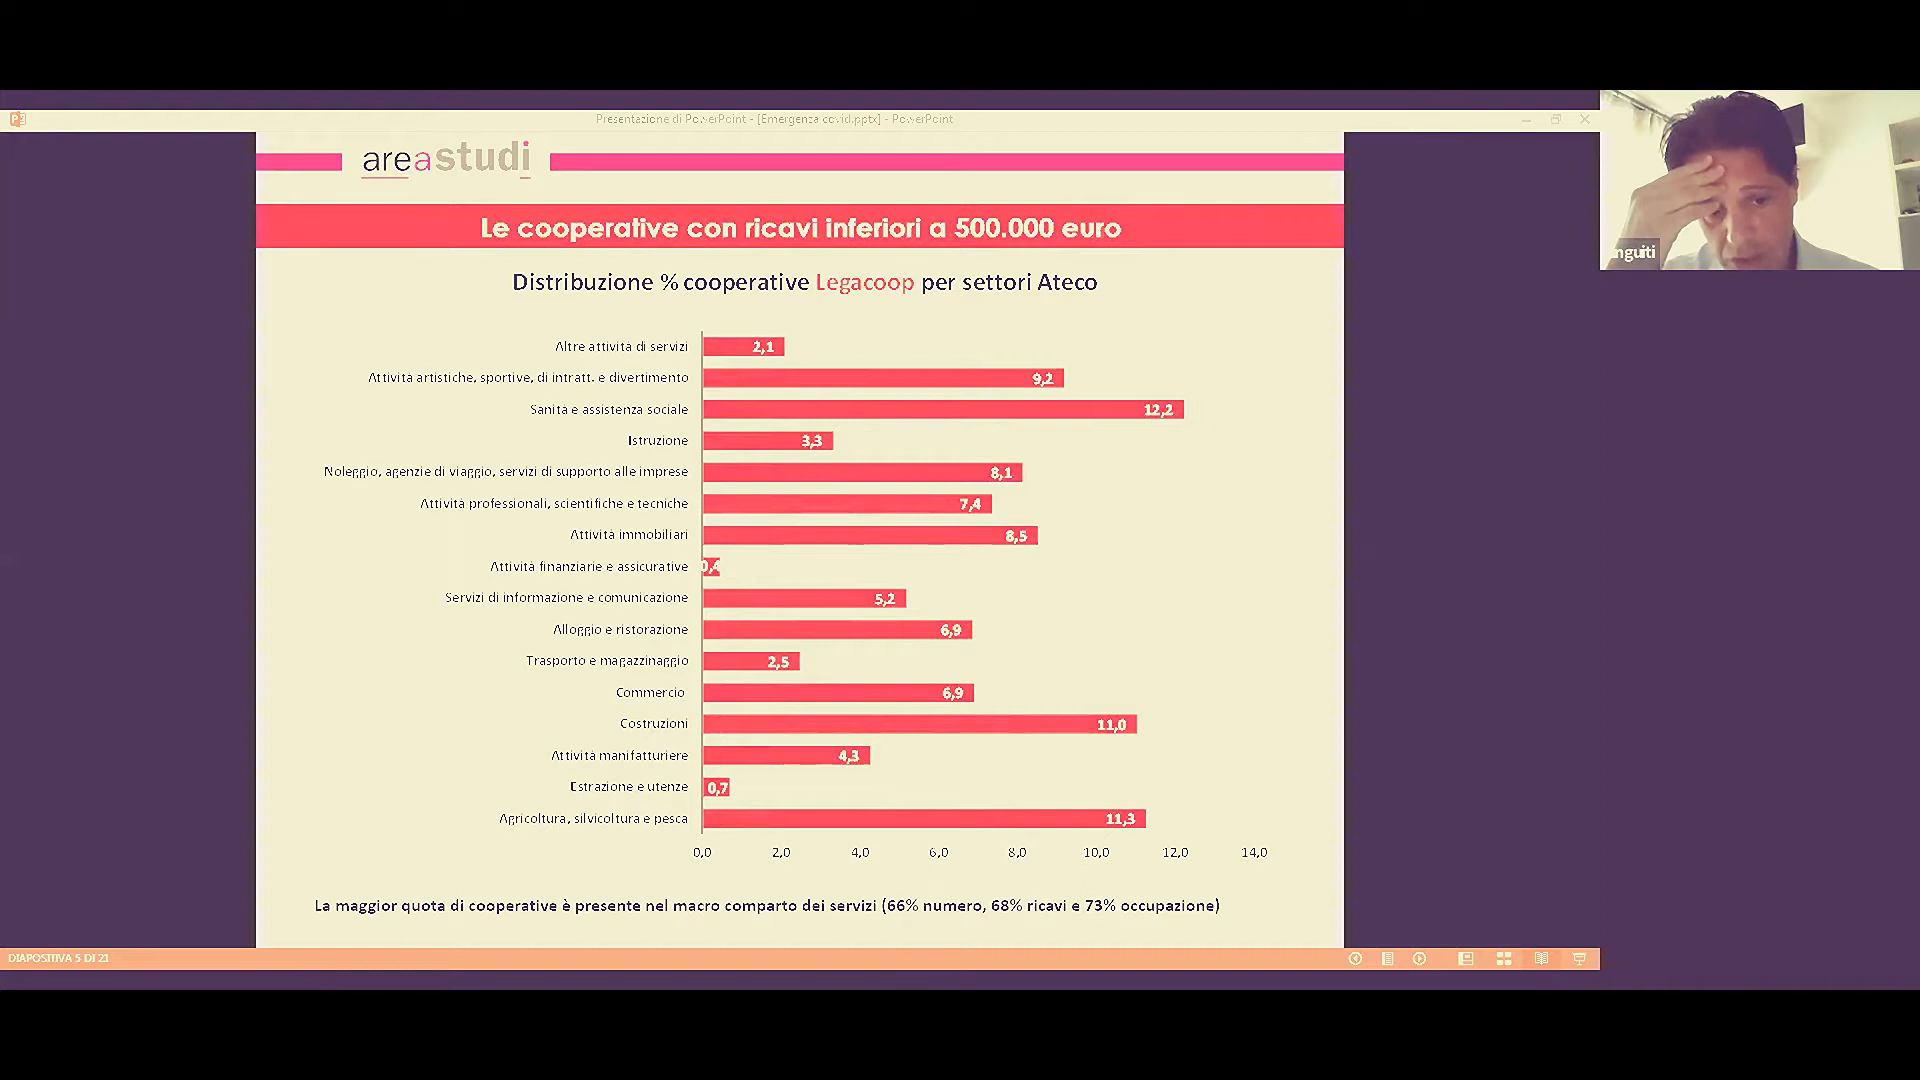 Presentazione di PowerPoint - [Emergenza covid.pptx] - PowerPoint
areastudi
Le cooperative con ricavi inferiori a 500.000 euro
Distribuzione % cooperative Legacoop per settori Ateco
Altre attività di servizi 2,1
Attività artistiche, sportive, di intratt. e divertimento 9,2
Sanità e assistenza sociale 12,2
Istruzione 3,3
Noleggio, agenzie di viaggio, servizi di supporto alle imprese 8,1
Attività professionali, scientifiche e tecniche 7,4
Attività immobiliari 8,5
Attività finanziarie e assicurative 0,4
Servizi di informazione e comunicazione 5,2
Alloggio e ristorazione 6,9
Trasporto e magazzinaggio 2,5
Commercio 6,9
Costruzioni 11,0
Attività manifatturiere 4,3
Estrazione e utenze 0,7
Agricoltura, silvicoltura e pesca 11,3
0,0 2,0 4,0 6,0 8,0 10,0 12,0 14,0
La maggior quota di cooperative è presente nel macro comparto dei servizi (66% numero, 68% ricavi e 73% occupazione)
DIAPOSITIVA 5 DI 21
nguiti